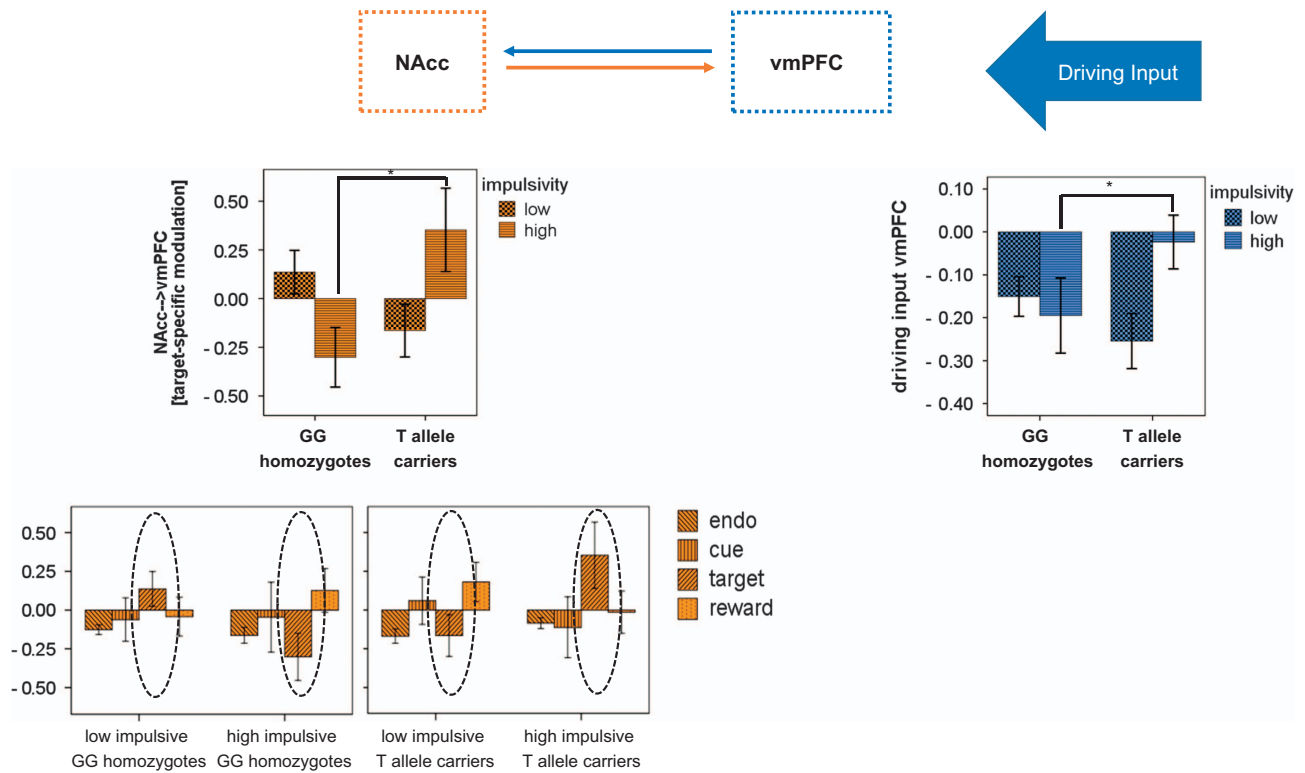 NAcc
vmPFC
Driving Input
NAcc-->vmPFC
[target-specific modulation]
0.50
0.25
0.00
- 0.25
- 0.50
*
impulsivity
low
high
GG
homozygotes
T allele
carriers
driving input vmPFC
0.10
0.00
- 0.10
- 0.20
- 0.30
- 0.40
*
impulsivity
low
high
GG
homozygotes
T allele
carriers
0.50
0.25
0.00
- 0.25
- 0.50
endo
cue
target
reward
low impulsive
GG homozygotes
high impulsive
GG homozygotes
low impulsive
T allele carriers
high impulsive
T allele carriers